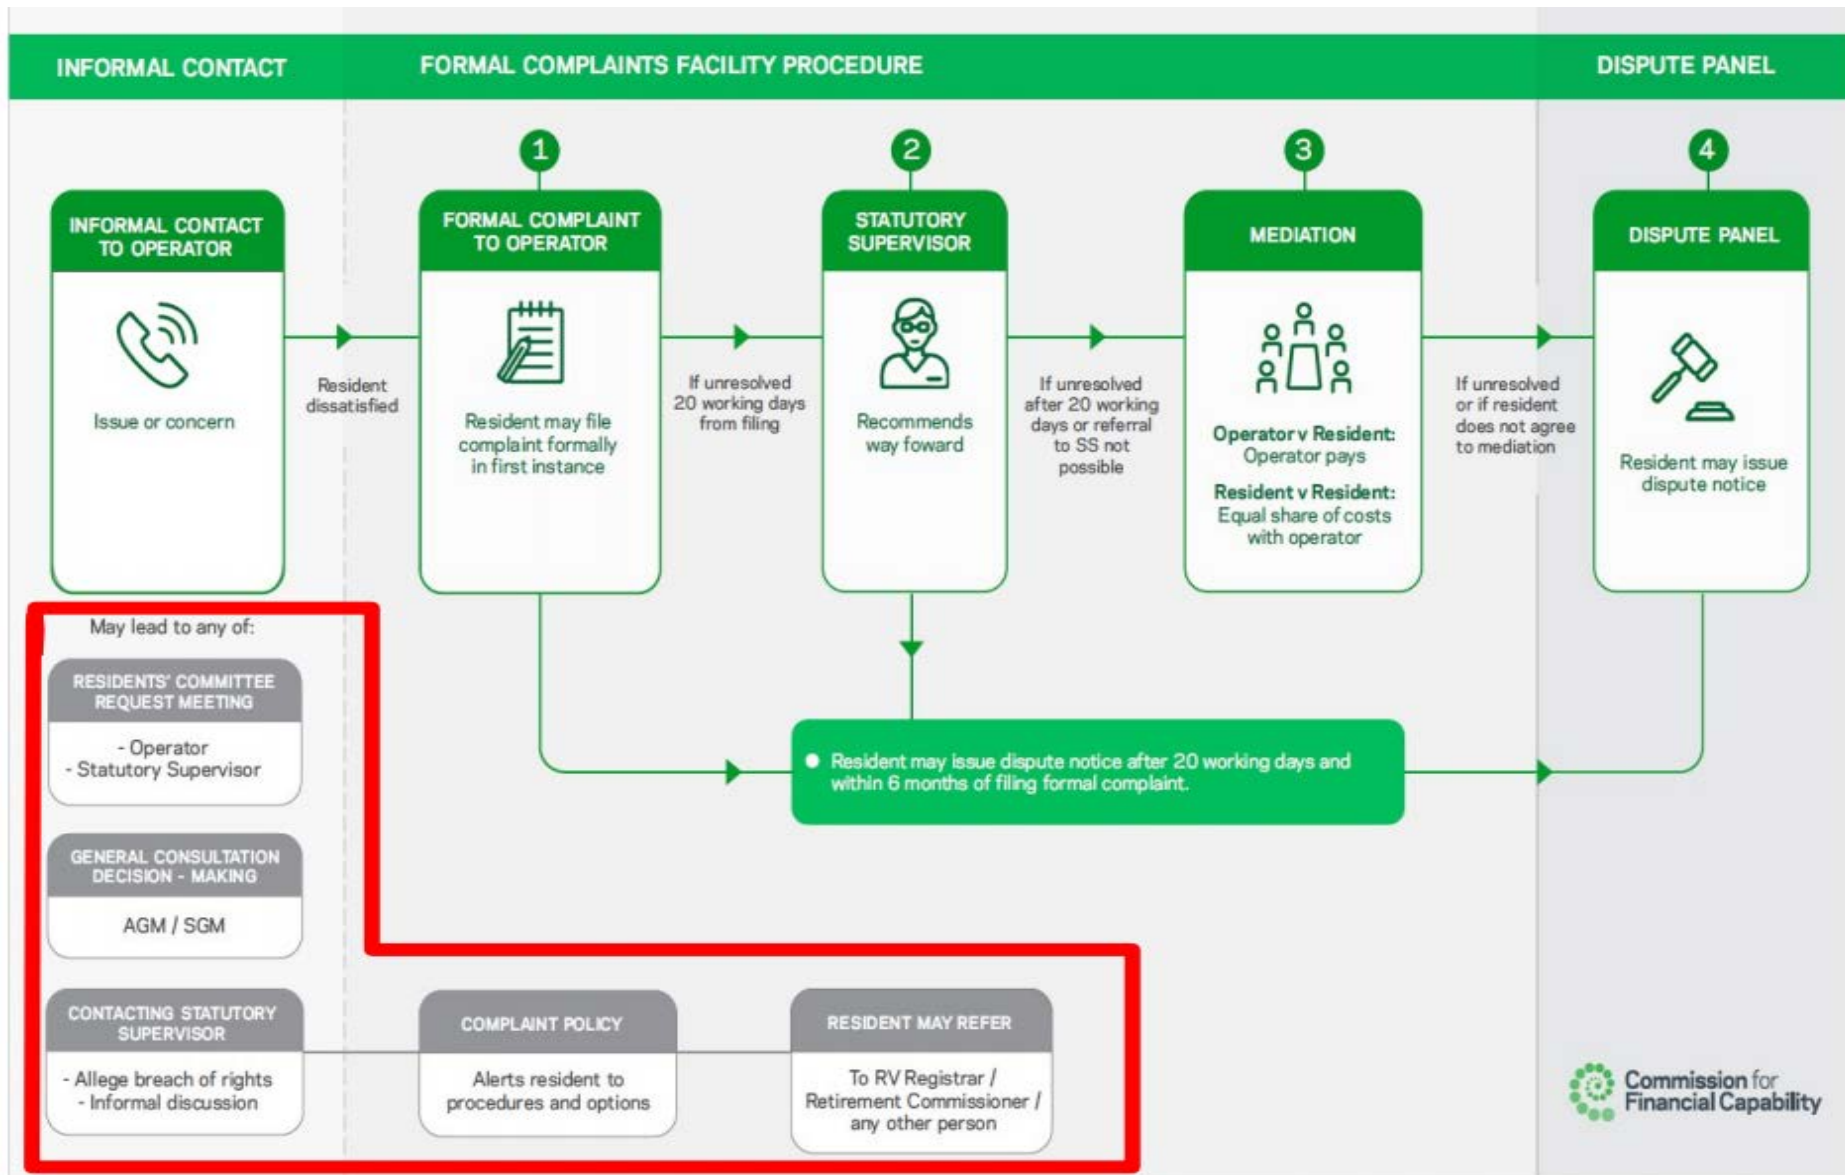 INFORMAL CONTACT
FORMAL COMPLAINTS FACILITY PROCEDURE
DISPUTE PANEL
1
2
3
4
INFORMAL CONTACT
TO OPERATOR
Issue or concern
Resident
dissatisfied
FORMAL COMPLAINT
TO OPERATOR
Resident may file
complaint formally
in first instance
If unresolved
20 working days
from filing
STATUTORY
SUPERVISOR
Recommends
way foward
If unresolved
after 20 working
days or referral
to SS not
possible
MEDIATION
Operator v Resident:
Operator pays
Resident v Resident:
Equal share of costs
with operator
If unresolved
or if resident
does not agree
to mediation
DISPUTE PANEL
Resident may issue
dispute notice
May lead to any of:
RESIDENTS' COMMITTEE
REQUEST MEETING
- Operator
- Statutory Supervisor
● Resident may issue dispute notice after 20 working days and
within 6 months of filing formal complaint.
GENERAL CONSULTATION
DECISION - MAKING
AGM / SGM
CONTACTING STATUTORY
SUPERVISOR
- Allege breach of rights
- Informal discussion
COMPLAINT POLICY
Alerts resident to
procedures and options
RESIDENT MAY REFER
To RV Registrar /
Retirement Commissioner /
any other person
Commission for
Financial Capability